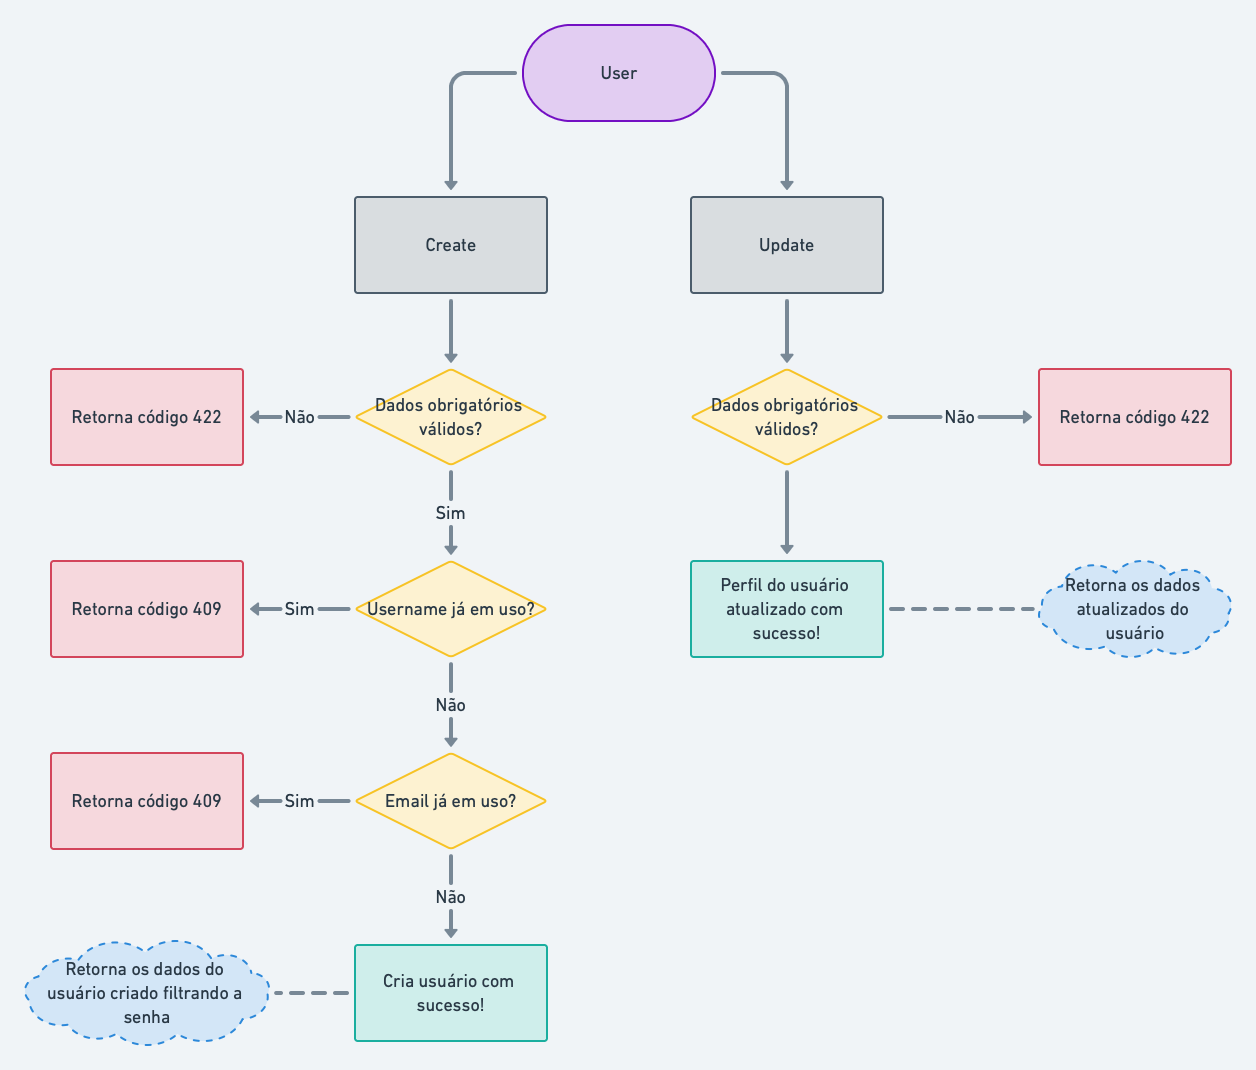 User
Create
Update
Retorna código 422
Não
Dados obrigatórios
válidos?
Dados obrigatórios
válidos?
Não
Retorna código 422
Sim
Retorna código 409
Sim
Username já em uso?
Perfil do usuário
atualizado com
sucesso!
Retorna os dados
atualizados do
usuário
Não
Retorna código 409
Sim
Email já em uso?
Não
Retorna os dados do
usuário criado filtrando a
senha
Cria usuário com
sucesso!